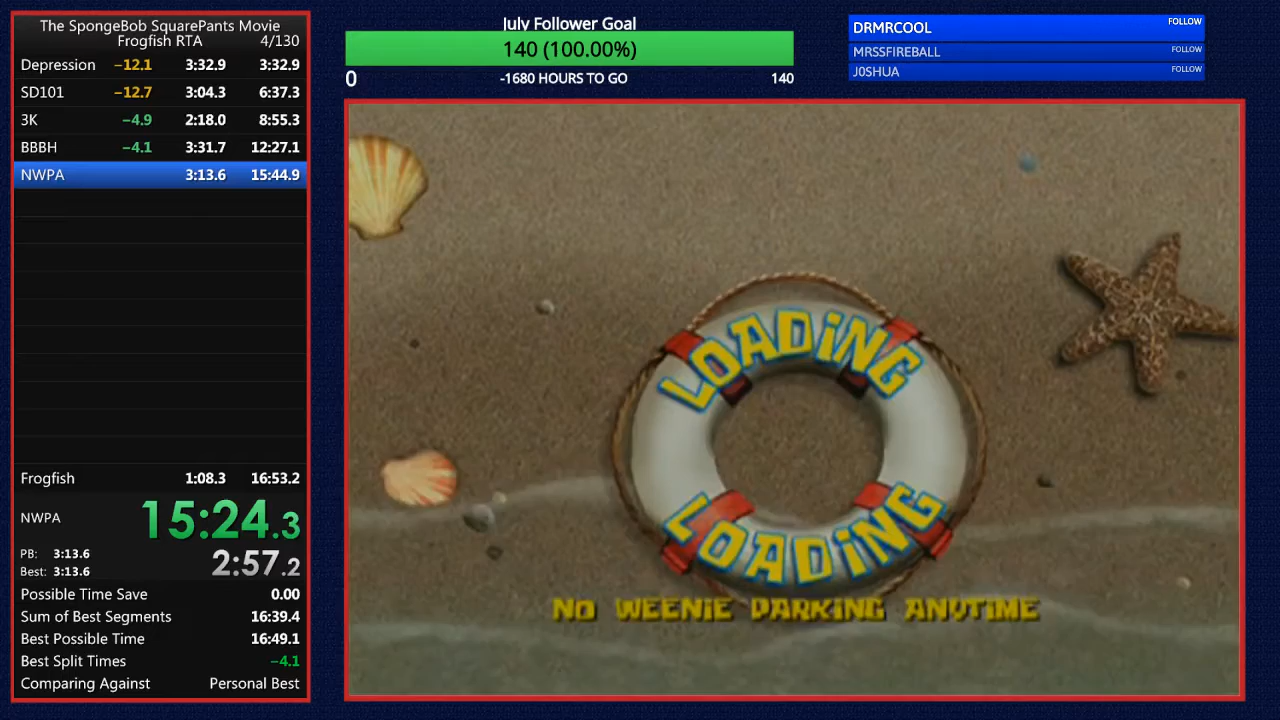 The SpongeBob SquarePants Movie
Frogfish RTA 4/130
Depression −12.1 3:32.9 3:32.9
SD101 −12.7 3:04.3 6:37.3
3K −4.9 2:18.0 8:55.3
BBBH −4.1 3:31.7 12:27.1
NWPA 3:13.6 15:44.9
Frogfish 1:08.3 16:53.2
NWPA 15:24.3
PB: 3:13.6
Best: 3:13.6
2:57.2
Possible Time Save 0.00
Sum of Best Segments 16:39.4
Best Possible Time 16:49.1
Best Split Times −4.1
Comparing Against Personal Best
July Follower Goal
140 (100.00%)
0 -1680 HOURS TO GO 140
DRMRCOOL FOLLOW
MRSSFIREBALL FOLLOW
J0SHUA FOLLOW
LOADING
LOADING
NO WEENIE PARKING ANYTIME